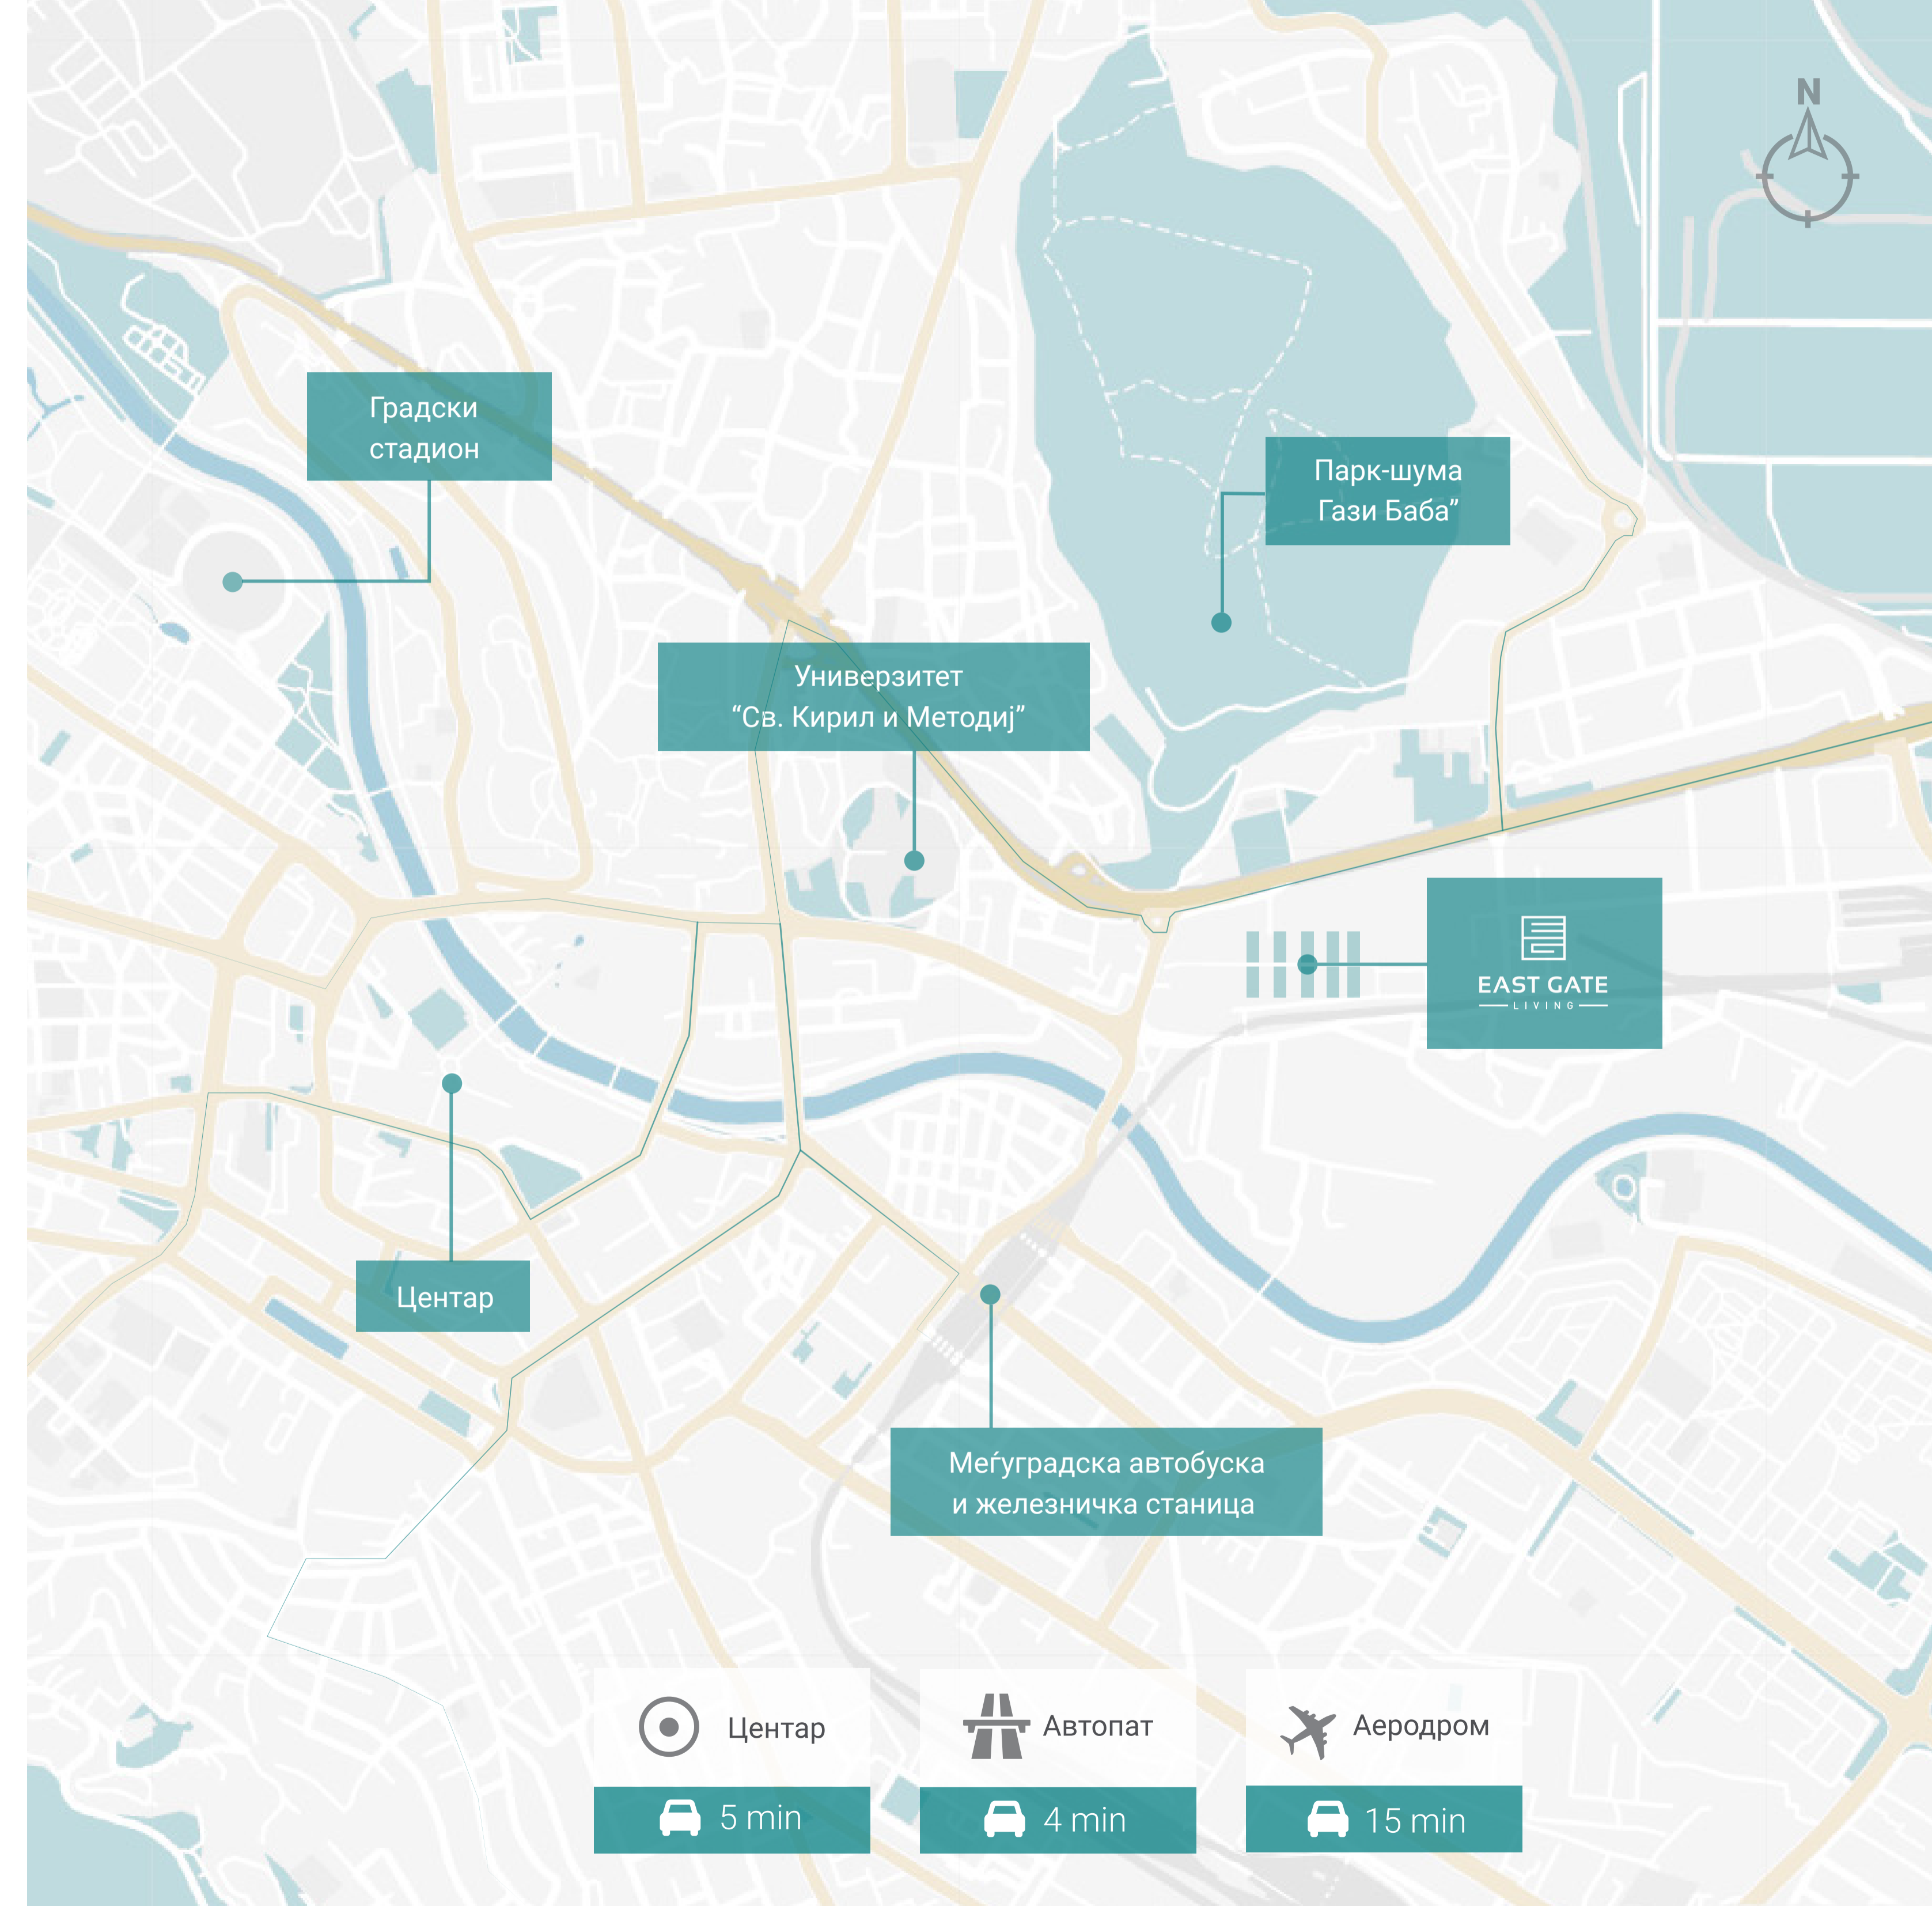 N
Градски
стадион
Парк-шума
Гази Баба”
Универзитет
“Св. Кирил и Методиј”
EAST GATE
LIVING
Центар
Меѓуградска автобуска
и железничка станица
Центар
5 min
Автопат
4 min
Аеродром
15 min